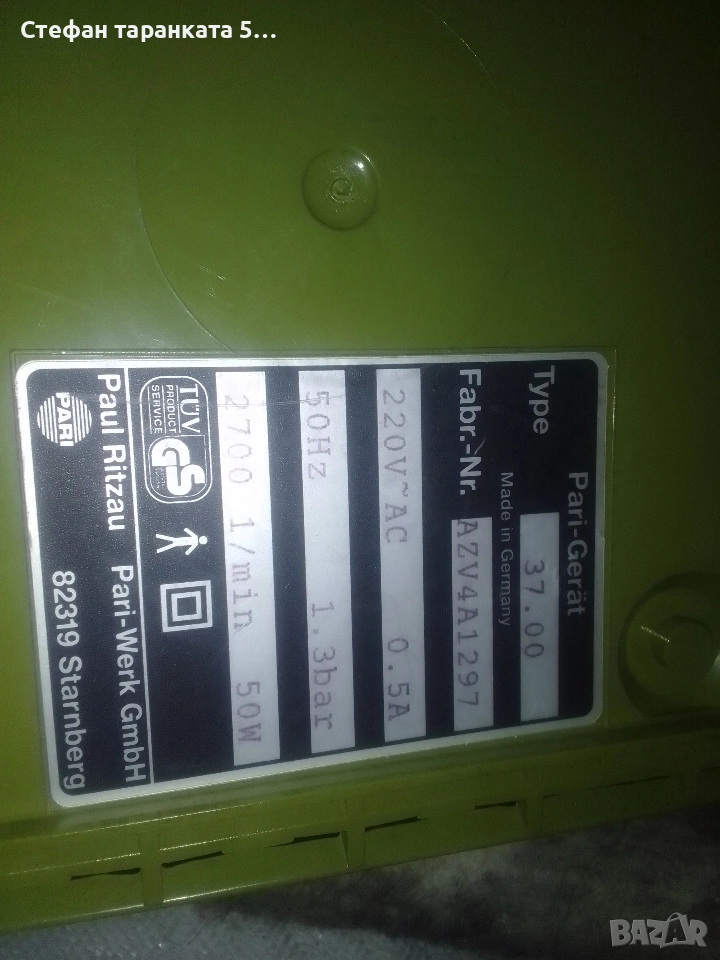 Стефан таранката 5...
Pari-Gerät
Type 37.00
Made in Germany
Fabr.-Nr. AZV4A1297
220V~AC 0.5A
50Hz 1.3bar
2700 1/min 50W
TÜV
PRODUCT
SERVICE
GS
PARI
Paul Ritzau Pari-Werk GmbH
82319 Starnberg
BAZAR